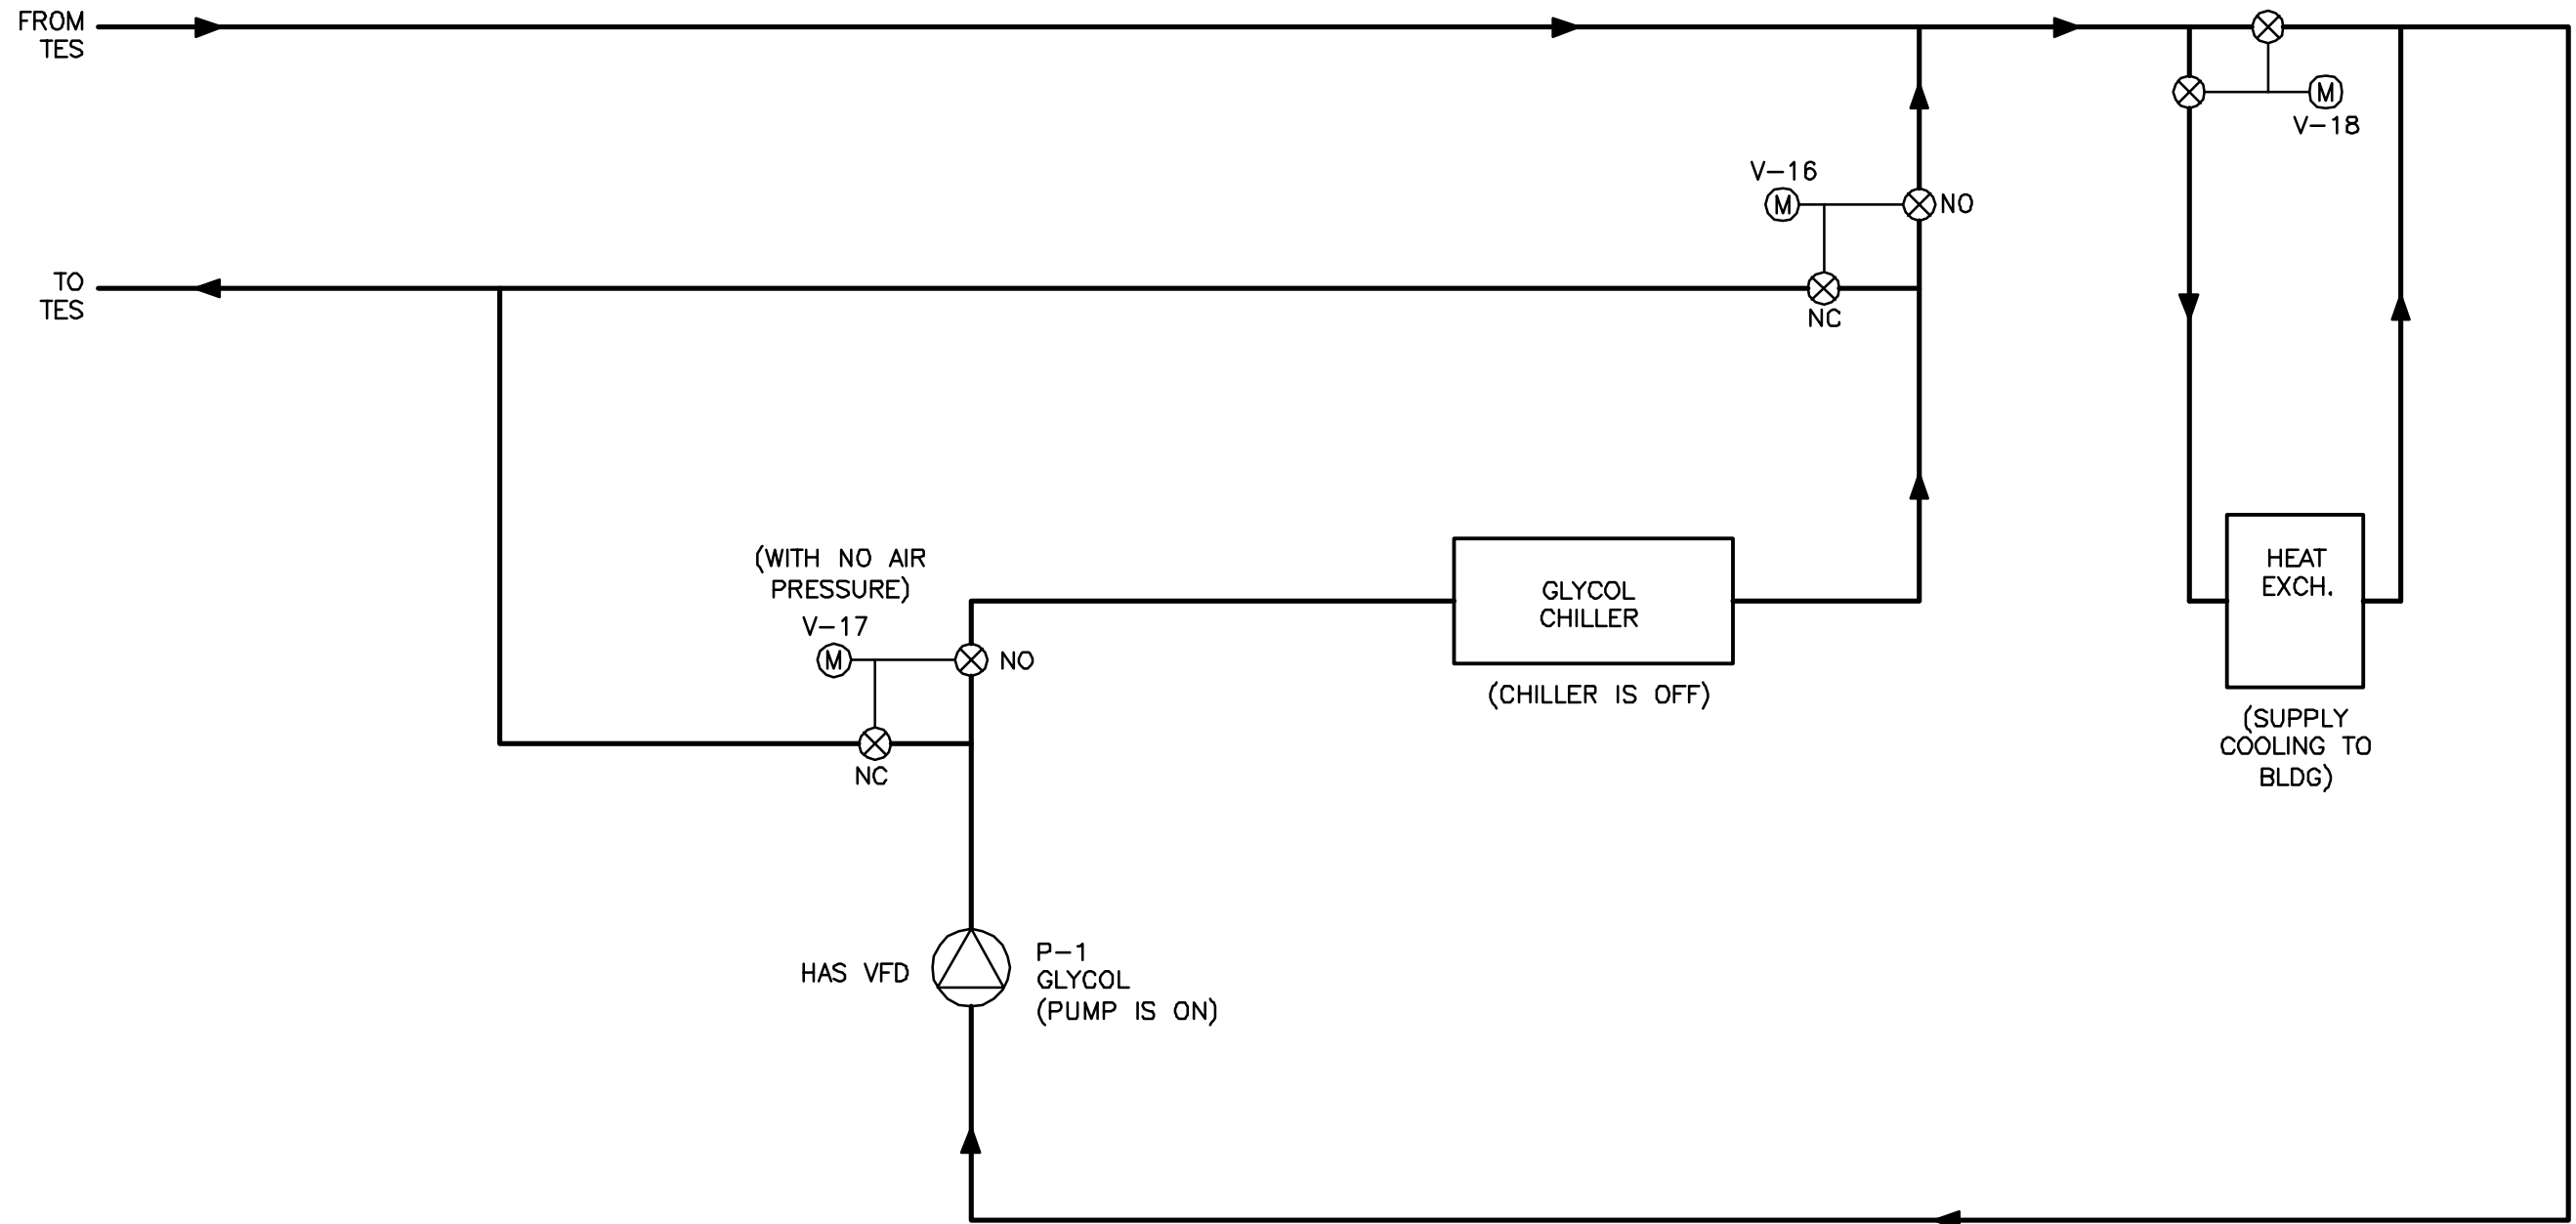 FROM
TES
M
V-18
V-16
M
NO
TO
TES
NC
(WITH NO AIR
PRESSURE)
V-17
M
NO
NC
GLYCOL
CHILLER
(CHILLER IS OFF)
HEAT
EXCH.
(SUPPLY
COOLING TO
BLDG)
HAS VFD
P-1
GLYCOL
(PUMP IS ON)